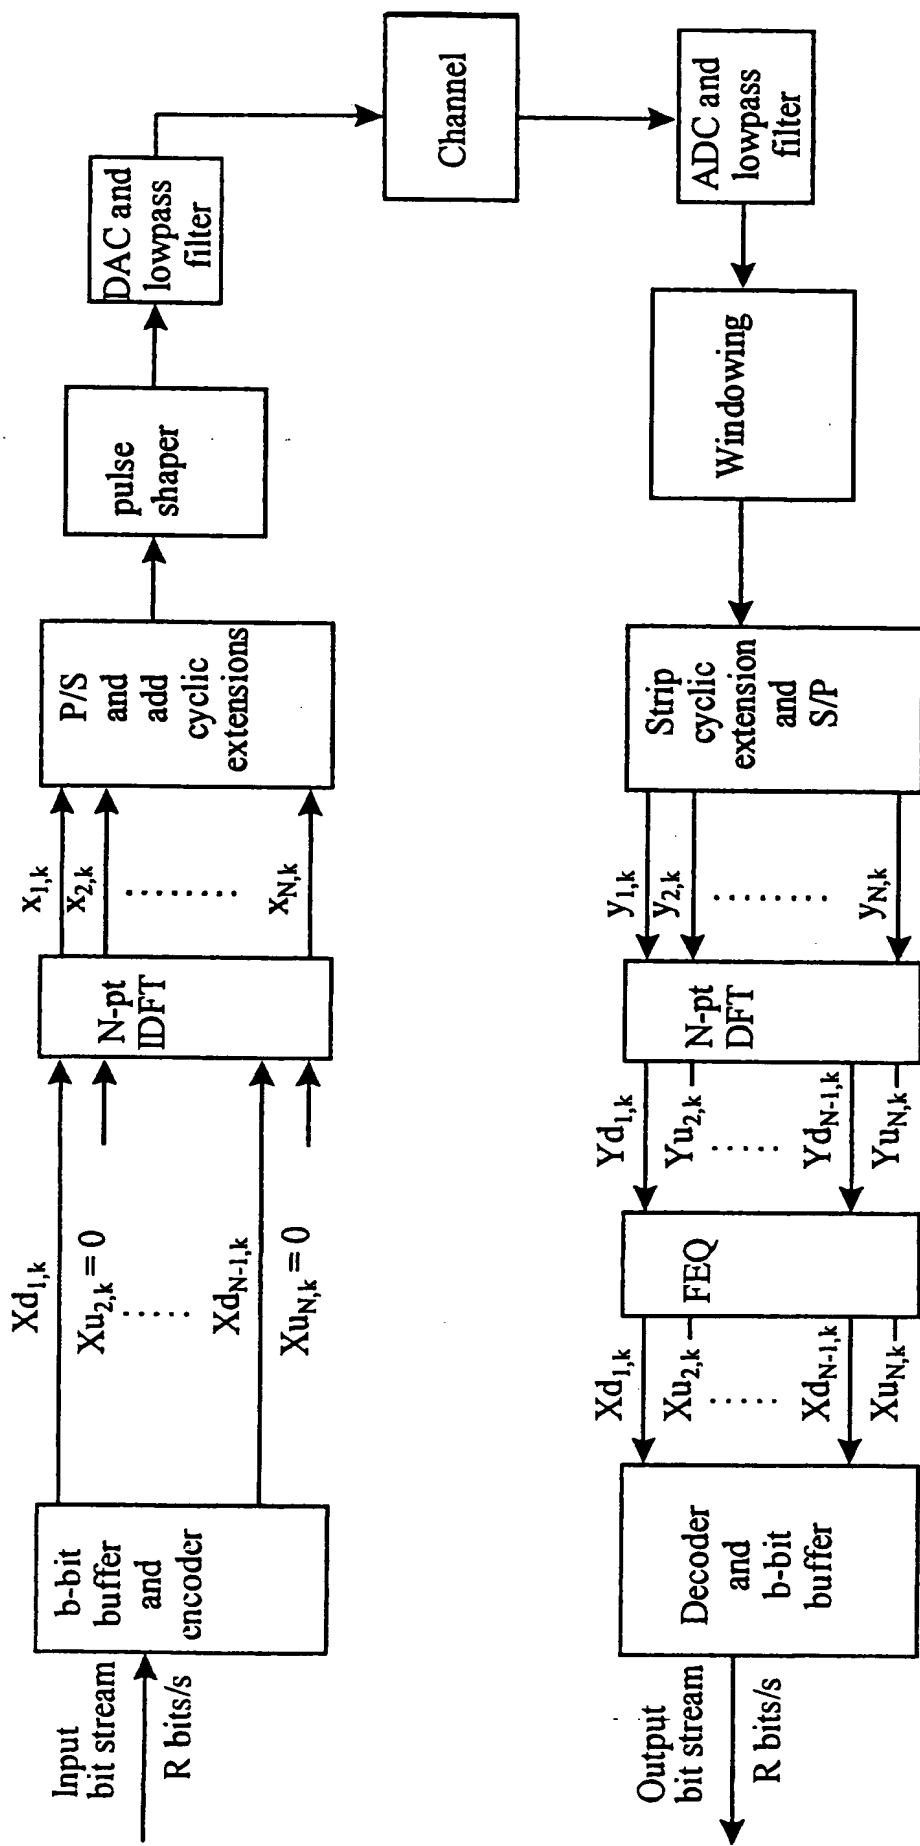 Input
bit stream
R bits/s
b-bit
buffer
and
encoder
Xd1,k
Xu2,k = 0
......
XdN-1,k
XuN,k = 0
N-pt
IDFT
x1,k
x2,k
........
xN,k
P/S
and
add
cyclic
extensions
pulse
shaper
DAC and
lowpass
filter
Channel
ADC and
lowpass
filter
Windowing
Strip
cyclic
extension
and
S/P
y1,k
y2,k
........
yN,k
N-pt
DFT
Yd1,k
Yu2,k
......
YdN-1,k
YuN,k
FEQ
Xd1,k
Xu2,k
......
XdN-1,k
XuN,k
Decoder
and
b-bit
buffer
Output
bit stream
R bits/s